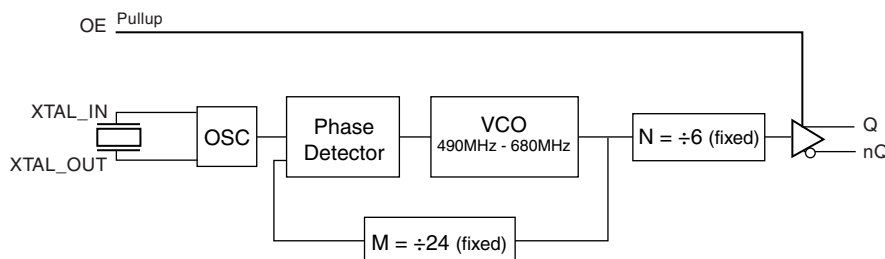 OE Pullup
XTAL_IN
XTAL_OUT
OSC
Phase
Detector
VCO
490MHz - 680MHz
N = ÷6 (fixed)
Q
nQ
M = ÷24 (fixed)